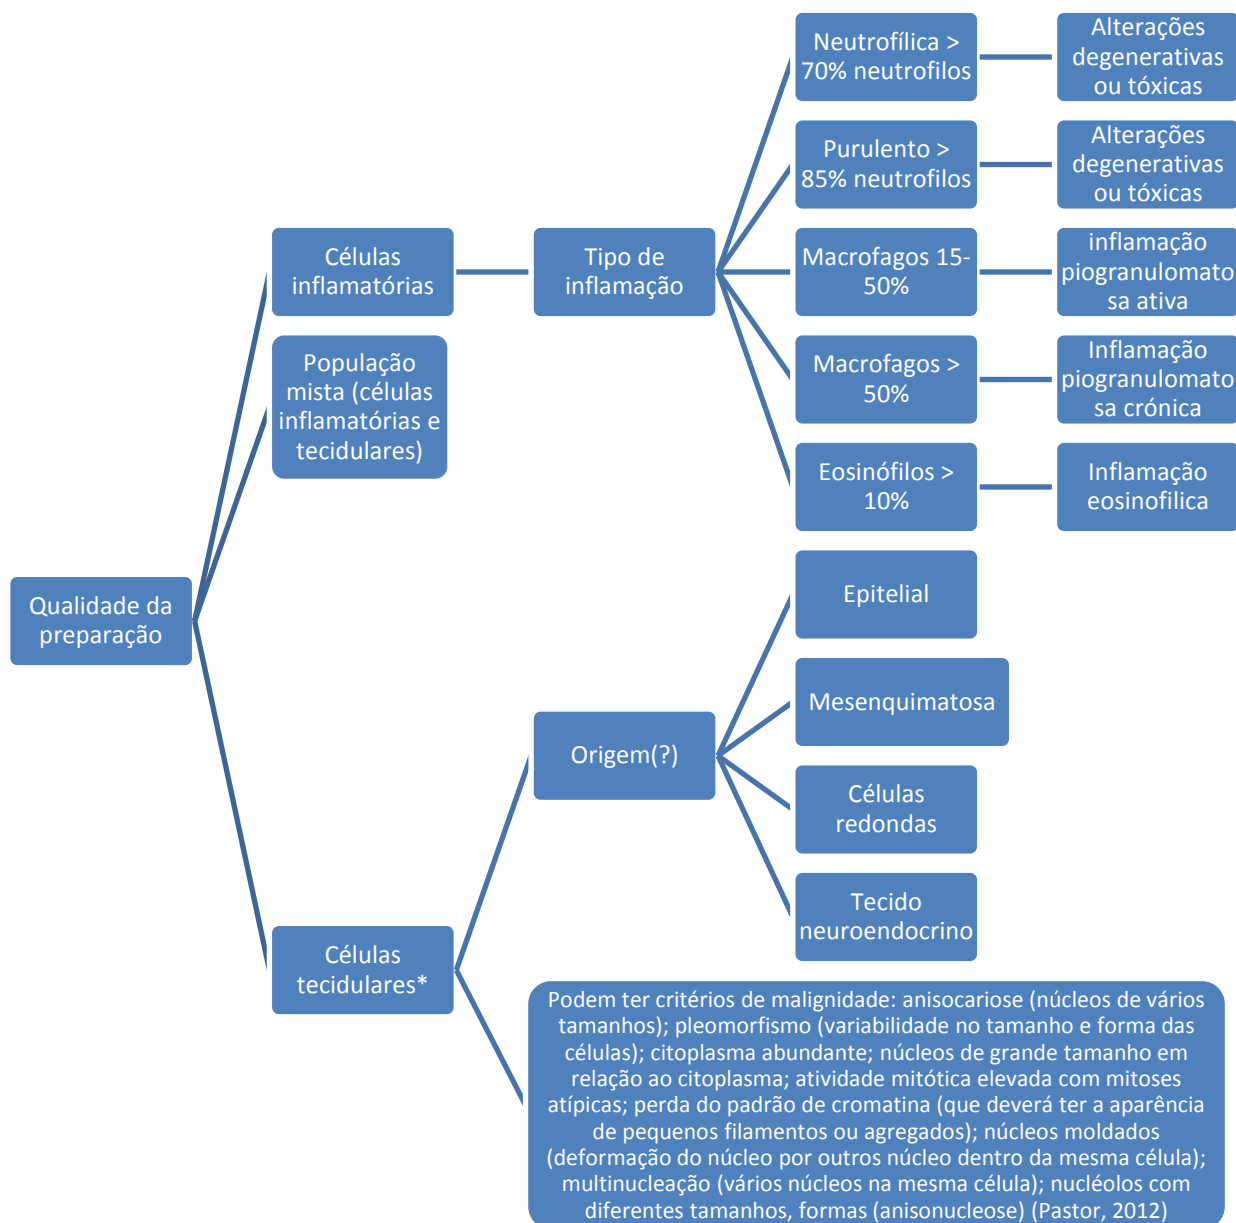 Qualidade da
preparação
Células
inflamatórias
População
mista (células
inflamatórias e
tecidulares)
Tipo de
inflamação
Neutrofílica >
70% neutrofilos
Alterações
degenerativas
ou tóxicas
Purulento >
85% neutrofilos
Alterações
degenerativas
ou tóxicas
Macrofagos 15-
50%
inflamação
piogranulomato
sa ativa
Macrofagos >
50%
Inflamação
piogranulomato
sa crónica
Eosinófilos >
10%
Inflamação
eosinofilica
Células
tecidulares*
Origem(?)
Epitelial
Mesenquimatosa
Células
redondas
Tecido
neuroendocrino
Podem ter critérios de malignidade: anisocariose (núcleos de vários
tamanhos); pleomorfismo (variabilidade no tamanho e forma das
células); citoplasma abundante; núcleos de grande tamanho em
relação ao citoplasma; atividade mitótica elevada com mitoses
atípicas; perda do padrão de cromatina (que deverá ter a aparência
de pequenos filamentos ou agregados); núcleos moldados
(deformação do núcleo por outros núcleo dentro da mesma célula);
multinucleação (vários núcleos na mesma célula); nucléolos com
diferentes tamanhos, formas (anisonucleose) (Pastor, 2012)